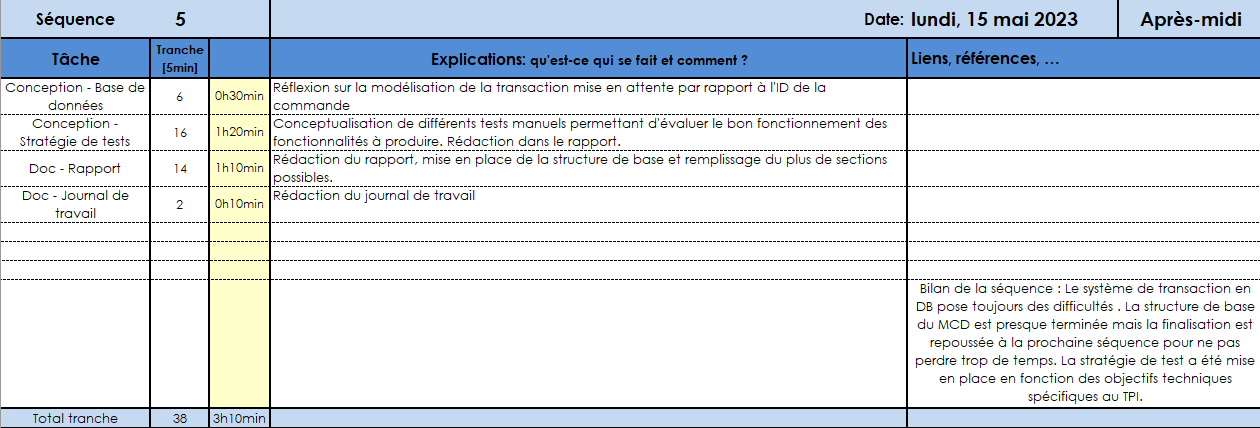 Séquence 5 Date: lundi, 15 mai 2023 Après-midi
Tâche Tranche [5min] Explications: qu'est-ce qui se fait et comment ? Liens, références, ...
Conception - Base de données 6 0h30min Réflexion sur la modélisation de la transaction mise en attente par rapport à l'ID de la commande
Conception - Stratégie de tests 16 1h20min Conceptualisation de différents tests manuels permettant d'évaluer le bon fonctionnement des fonctionnalités à produire. Rédaction dans le rapport.
Doc - Rapport 14 1h10min Rédaction du rapport, mise en place de la structure de base et remplissage du plus de sections possibles.
Doc - Journal de travail 2 0h10min Rédaction du journal de travail
Bilan de la séquence : Le système de transaction en
DB pose toujours des difficultés . La structure de base
du MCD est presque terminée mais la finalisation est
repoussée à la prochaine séquence pour ne pas
perdre trop de temps. La stratégie de test a été mise
en place en fonction des objectifs techniques
spécifiques au TPI.
Total tranche 38 3h10min